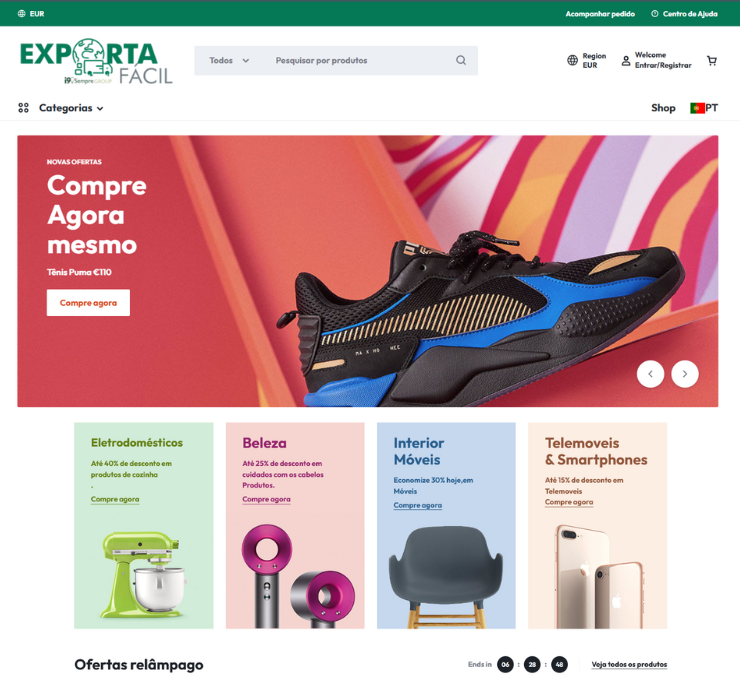 EUR
Acompanhar pedido
Centro de Ajuda
EXPORTA
FÁCIL
Todos
Pesquisar por produtos
Region
EUR
Welcome
Entrar/Registrar
Categorias
Shop
PT
NOVAS OFERTAS
Compre
Agora
mesmo
Tênis Puma €110
Compre agora
Eletrodomésticos
Até 40% de desconto em
produtos de cozinha
.
Compre agora
Beleza
Até 25% de desconto em
cuidados com os cabelos
Produtos.
Compre agora
Interior
Móveis
Economize 30% hoje,em
Móveis
Compre agora
Telemoveis
& Smartphones
Até 15% de desconto em
Telemoveis
Compre agora
Ofertas relâmpago
Ends in 06 : 28 : 48
Veja todos os produtos